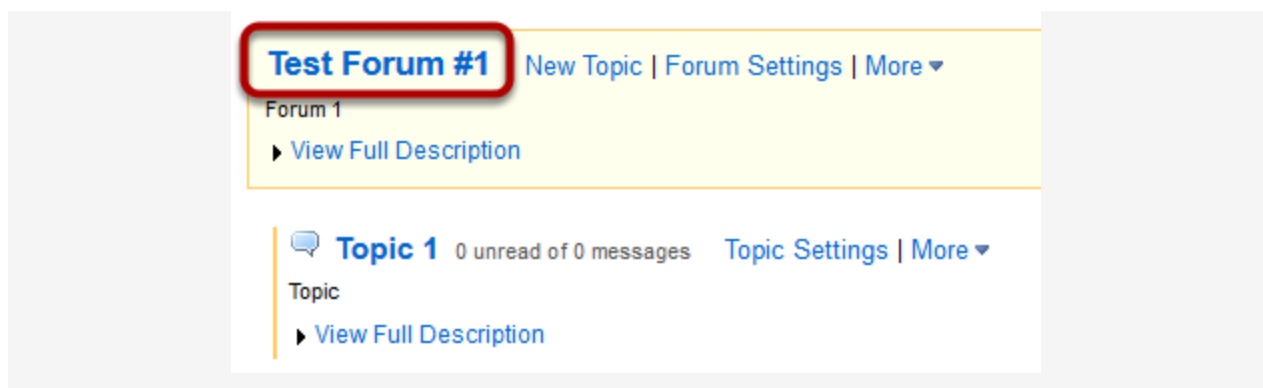 Test Forum #1 New Topic | Forum Settings | More
Forum 1
View Full Description
Topic 1 0 unread of 0 messages Topic Settings | More
Topic
View Full Description